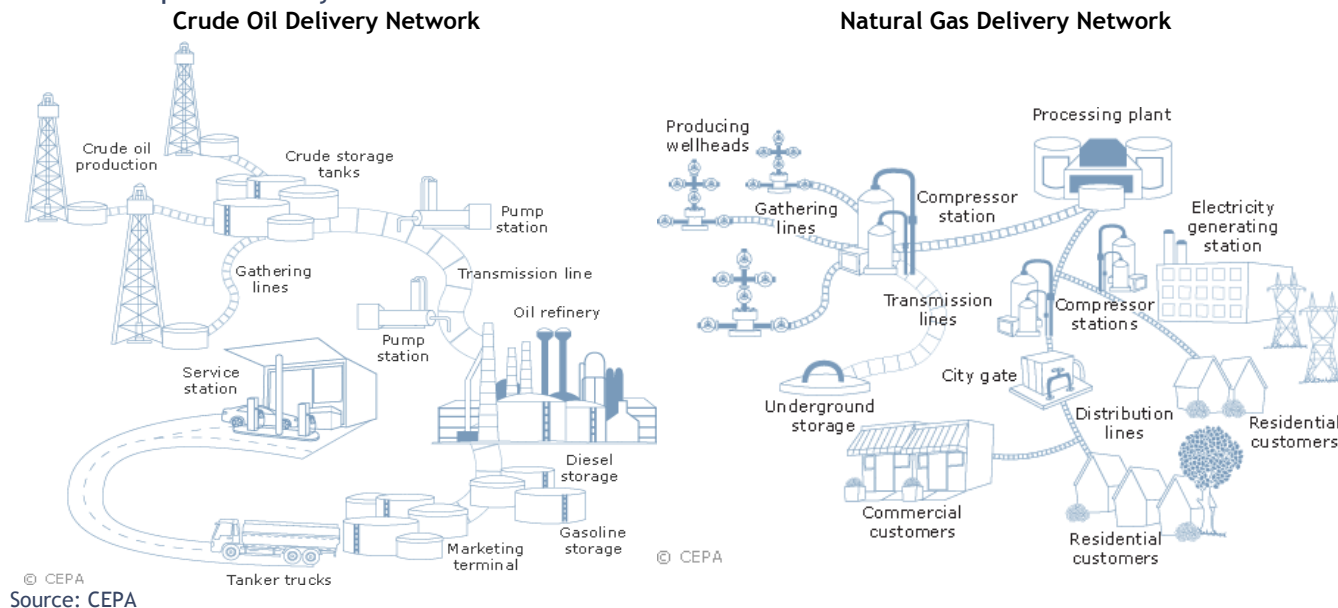 Crude Oil Delivery Network
Crude oil
production
Crude storage
tanks
Pump
station
Gathering
lines
Transmission line
Oil refinery
Pump
station
Service
station
Diesel
storage
Gasoline
storage
Marketing
terminal
Tanker trucks
© CEPA
Source: CEPA
Natural Gas Delivery Network
Processing plant
Producing
wellheads
Gathering
lines
Compressor
station
Electricity
generating
station
Transmission
lines
Compressor
stations
City gate
Underground
storage
Distribution
lines
Residential
customers
Commercial
customers
Residential
customers
© CEPA